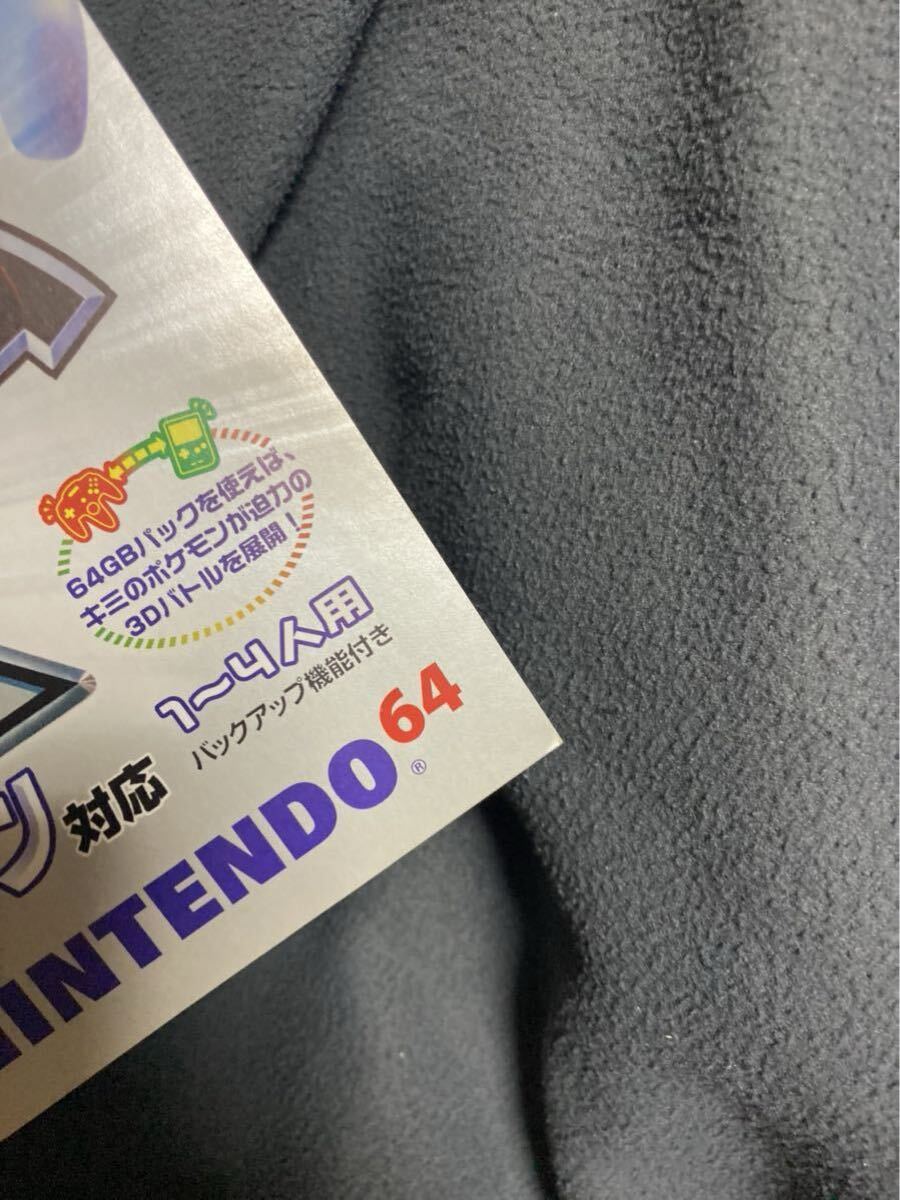 64GBパックを使えば、
キミのポケモンが迫力の
3Dバトルを展開！
1〜4人用
バックアップ機能付き
対応
NINTENDO64®